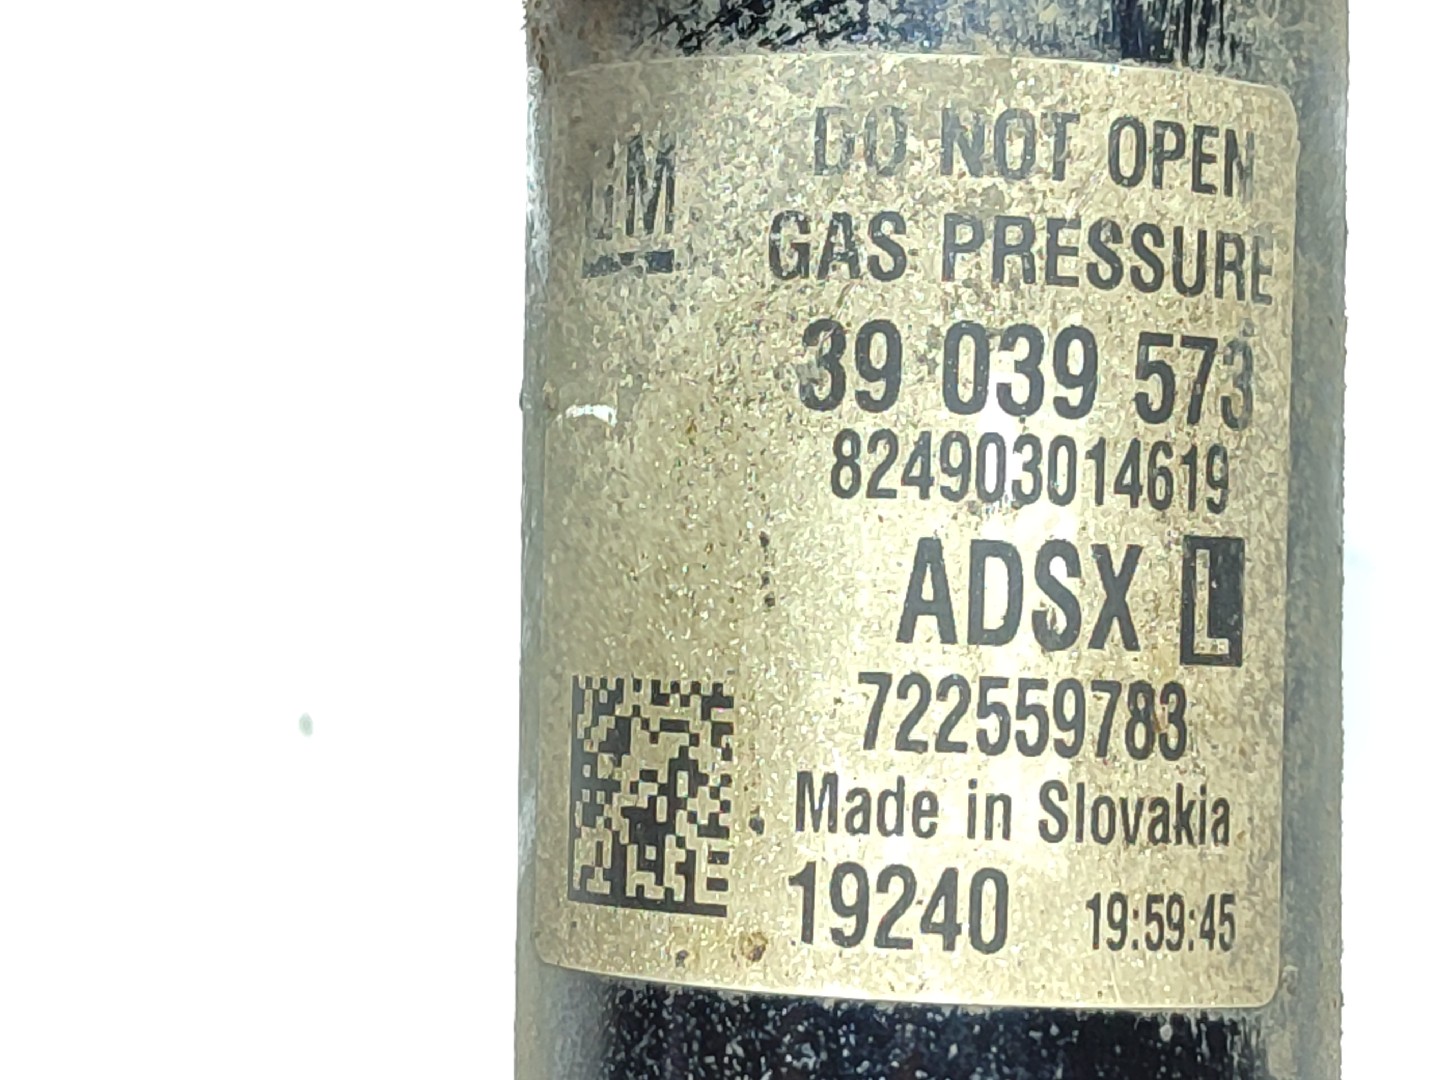 GM
DO NOT OPEN
GAS PRESSURE
39 039 573
824903014619
ADSX L
722559783
Made in Slovakia
19240 19:59:45